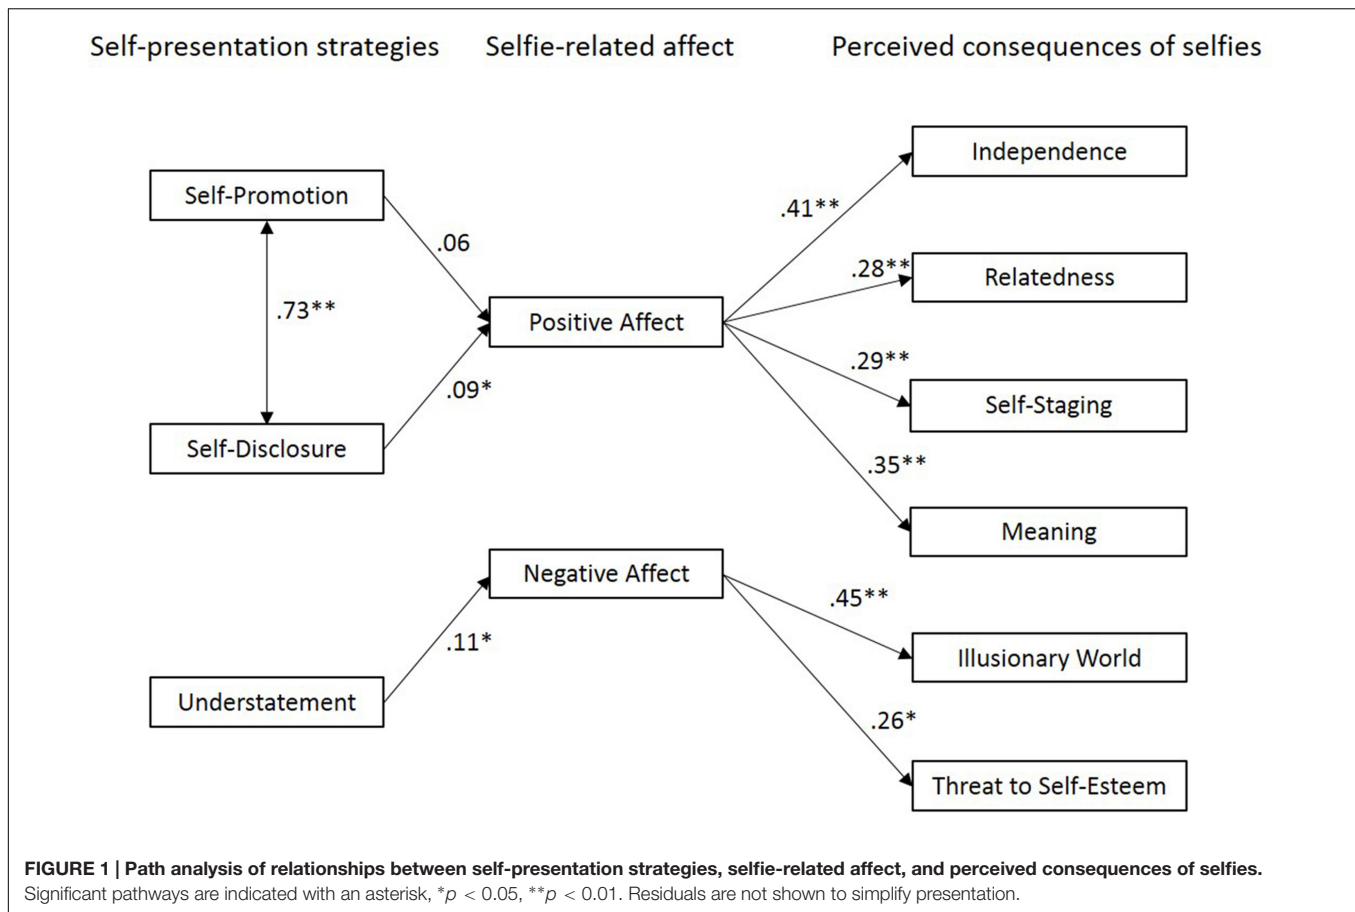 Self-presentation strategies
Selfie-related affect
Perceived consequences of selfies
Independence
Self-Promotion
.41**
.06
.28**
Relatedness
.73**
Positive Affect
.29**
.09*
Self-Staging
Self-Disclosure
.35**
Meaning
Negative Affect
.45**
.11*
Illusionary World
Understatement
.26*
Threat to Self-Esteem
FIGURE 1 | Path analysis of relationships between self-presentation strategies, selfie-related affect, and perceived consequences of selfies.
Significant pathways are indicated with an asterisk, *p < 0.05, **p < 0.01. Residuals are not shown to simplify presentation.